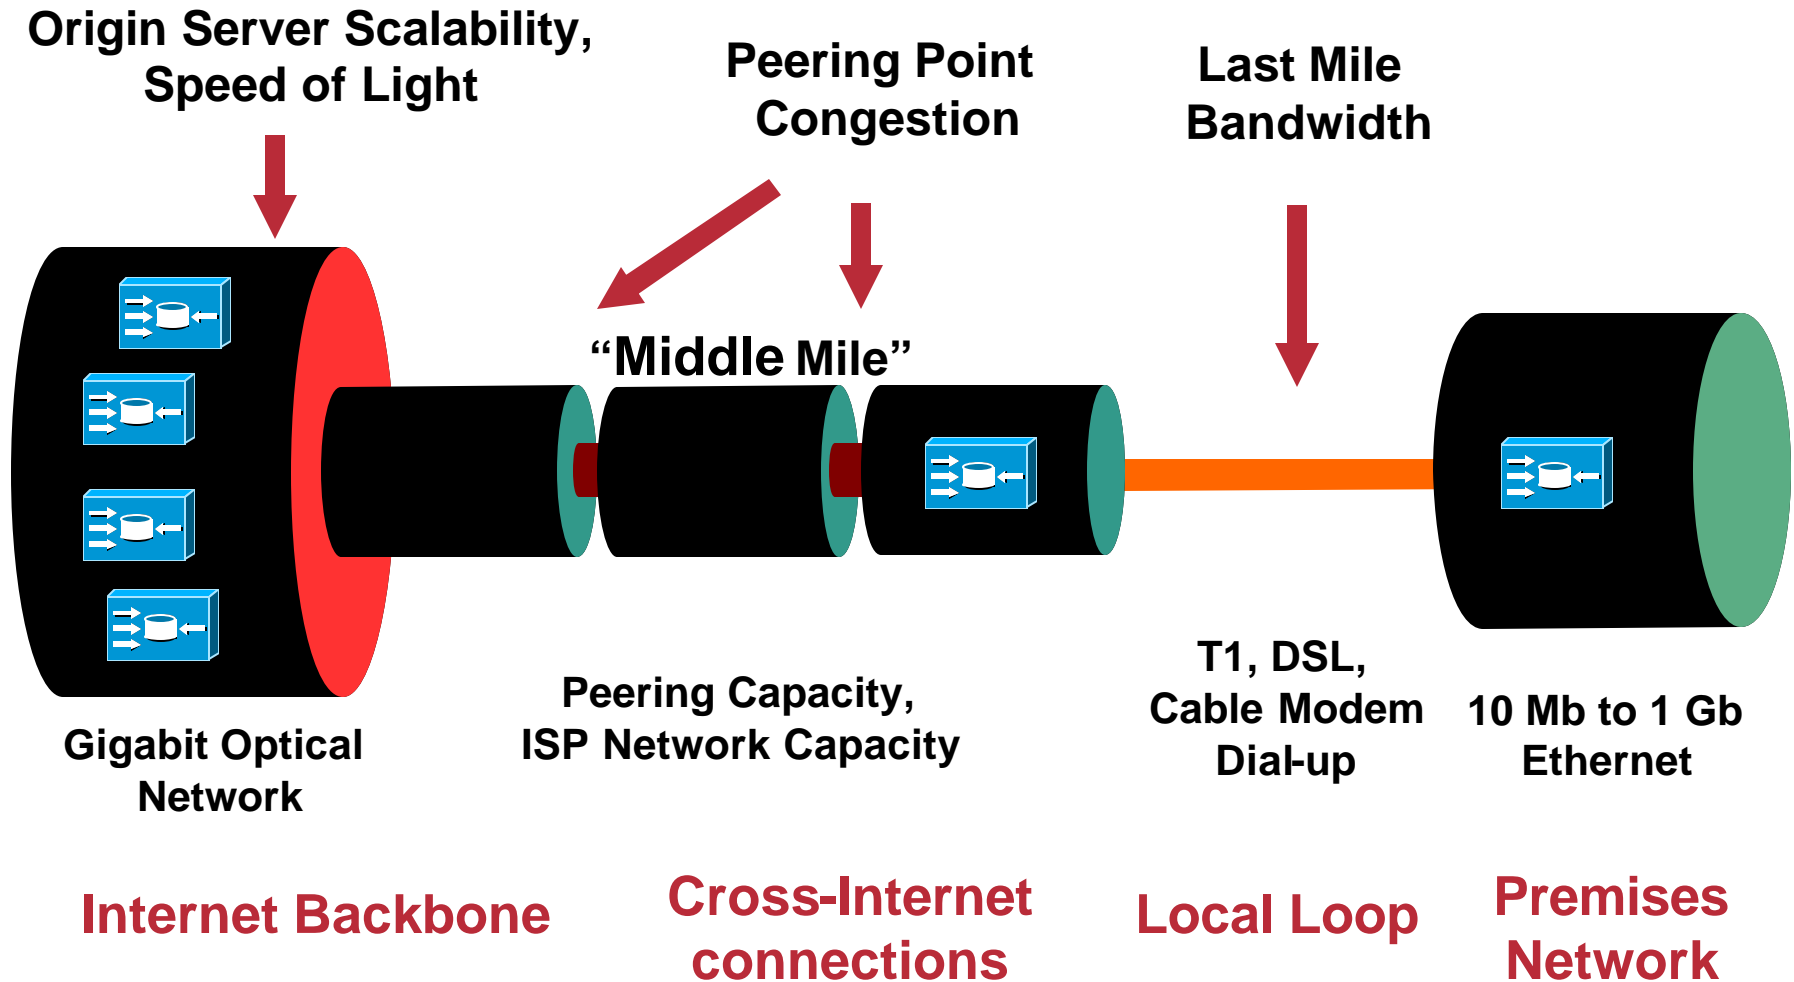 Origin Server Scalability,
Speed of Light
Peering Point
Congestion
Last Mile
Bandwidth
“Middle Mile”
Gigabit Optical
Network
Peering Capacity,
ISP Network Capacity
T1, DSL,
Cable Modem
Dial-up
10 Mb to 1 Gb
Ethernet
Internet Backbone
Cross-Internet
connections
Local Loop
Premises
Network